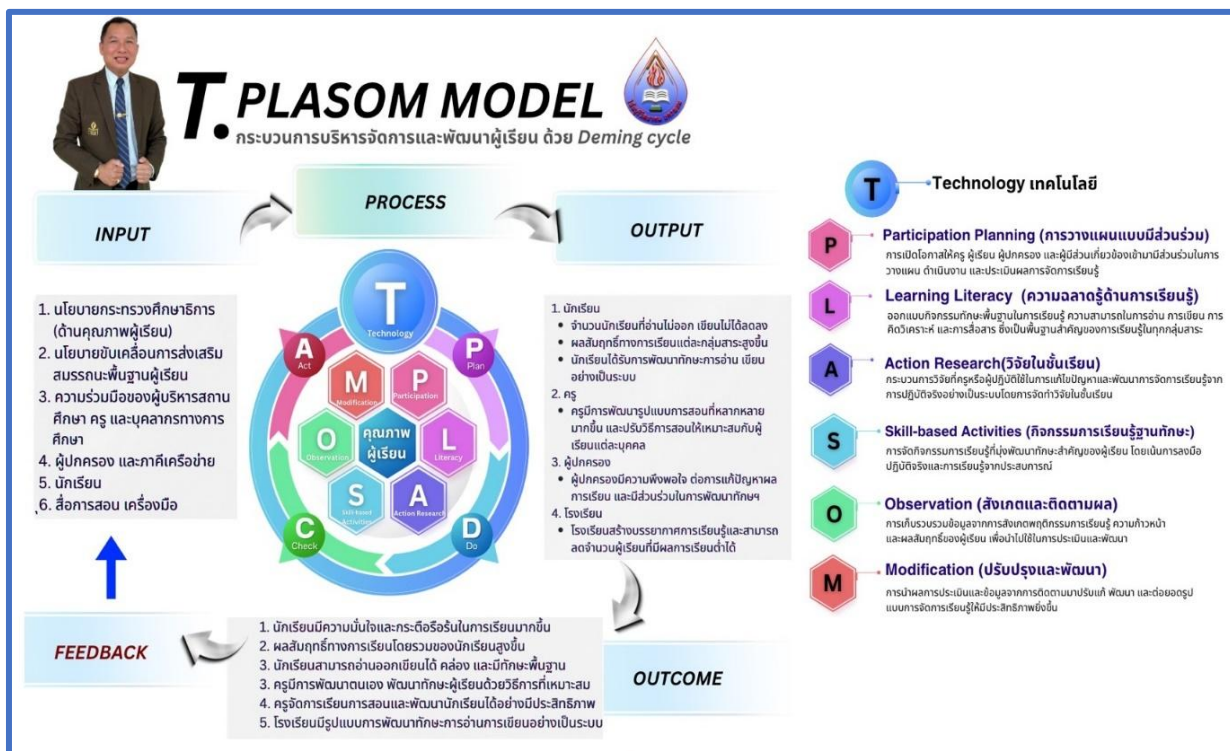 T. PLASOM MODEL
กระบวนการบริหารจัดการและพัฒนาผู้เรียน ด้วย Deming cycle
INPUT
PROCESS
OUTPUT
1. นโยบายกระทรวงศึกษาธิการ
(ด้านคุณภาพผู้เรียน)
2. นโยบายขับเคลื่อนการส่งเสริม
สมรรถนะพื้นฐานผู้เรียน
3. ความร่วมมือของผู้บริหารสถาน
ศึกษา ครู และบุคลากรทางการ
ศึกษา
4. ผู้ปกครอง และภาคีเครือข่าย
5. นักเรียน
6. สื่อการสอน เครื่องมือ
T
Technology
A
Act
P
Plan
M
Modification
P
Participation
O
Observation
คุณภาพ
ผู้เรียน
L
Literacy
S
Skill-based
Activities
A
Action Research
C
Check
D
Do
1. นักเรียน
• จำนวนนักเรียนที่อ่านไม่ออก เขียนไม่ได้ลดลง
• ผลสัมฤทธิ์ทางการเรียนแต่ละกลุ่มสาระสูงขึ้น
• นักเรียนได้รับการพัฒนาทักษะการอ่าน เขียน
อย่างเป็นระบบ
2. ครู
• ครูมีการพัฒนารูปแบบการสอนที่หลากหลาย
มากขึ้น และปรับวิธีการสอนให้เหมาะสมกับผู้
เรียนแต่ละบุคคล
3. ผู้ปกครอง
• ผู้ปกครองมีความพึงพอใจ ต่อการแก้ปัญหาผล
การเรียน และมีส่วนร่วมในการพัฒนาทักษฯ
4. โรงเรียน
• โรงเรียนสร้างบรรยากาศการเรียนรู้และสามารถ
ลดจำนวนผู้เรียนที่มีผลการเรียนต่ำได้
FEEDBACK
1. นักเรียนมีความมั่นใจและกระตือรือร้นในการเรียนมากขึ้น
2. ผลสัมฤทธิ์ทางการเรียนโดยรวมของนักเรียนสูงขึ้น
3. นักเรียนสามารถอ่านออกเขียนได้ คล่อง และมีทักษะพื้นฐาน
3. ครูมีการพัฒนาตนเอง พัฒนาทักษะผู้เรียนด้วยวิธีการที่เหมาะสม
4. ครูจัดการเรียนการสอนและพัฒนานักเรียนได้อย่างมีประสิทธิภาพ
5. โรงเรียนมีรูปแบบการพัฒนาทักษะการอ่านการเขียนอย่างเป็นระบบ
OUTCOME
T
Technology เทคโนโลยี
P
Participation Planning (การวางแผนแบบมีส่วนร่วม)
การเปิดโอกาสให้ครู ผู้เรียน ผู้ปกครอง และผู้มีส่วนเกี่ยวข้องเข้ามามีส่วนร่วมในการ
วางแผน ดำเนินงาน และประเมินผลการจัดการเรียนรู้
L
Learning Literacy (ความฉลาดรู้ด้านการเรียนรู้)
ออกแบบกิจกรรมทักษะพื้นฐานในการเรียนรู้ ความสามารถในการอ่าน การเขียน การ
คิดวิเคราะห์ และการสื่อสาร ซึ่งเป็นพื้นฐานสำคัญของการเรียนรู้ในทุกกลุ่มสาระ
A
Action Research(วิจัยในชั้นเรียน)
กระบวนการวิจัยที่ครูหรือผู้ปฏิบัติใช้ในการแก้ไขปัญหาและพัฒนาการจัดการเรียนรู้จาก
การปฏิบัติจริงอย่างเป็นระบบโดยการจัดทำวิจัยในชั้นเรียน
S
Skill-based Activities (กิจกรรมการเรียนรู้ฐานทักษะ)
การจัดกิจกรรมการเรียนรู้ที่มุ่งพัฒนาทักษะสำคัญของผู้เรียน โดยเน้นการลงมือ
ปฏิบัติจริงและการเรียนรู้จากประสบการณ์
O
Observation (สังเกตและติดตามผล)
การเก็บรวบรวมข้อมูลจากการสังเกตพฤติกรรมการเรียนรู้ ความก้าวหน้า
และผลสัมฤทธิ์ของผู้เรียน เพื่อนำไปใช้ในการประเมินและพัฒนา
M
Modification (ปรับปรุงและพัฒนา)
การนำผลการประเมินและข้อมูลจากการติดตามมาปรับแก้ พัฒนา และต่อยอดรูป
แบบการจัดการเรียนรู้ให้มีประสิทธิภาพยิ่งขึ้น